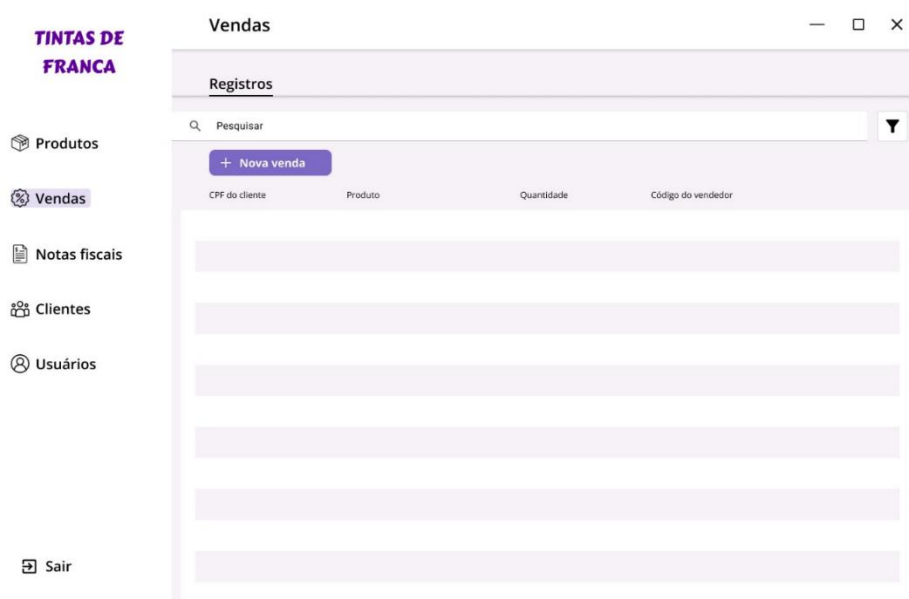 TINTAS DE
FRANCA
Produtos
Vendas
Notas fiscais
Clientes
Usuários
Sair
Vendas
Registros
Pesquisar
+ Nova venda
CPF do cliente Produto Quantidade Código do vendedor